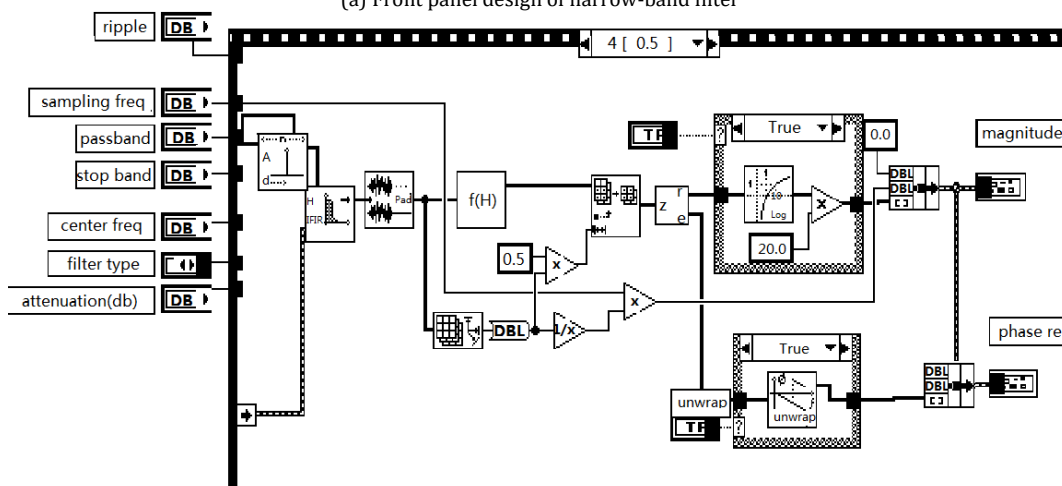 (a) Front panel design of narrow-band filter
ripple
DB
4 [ 0.5 ]
sampling freq
DB
passband
DB
stop band
DB
center freq
DB
filter type
attenuation(db)
DB
A
d
H
IFIR
Pad
f(H)
0.5
x
DBL
1/x
x
z
r
e
TF
?
True
Log
x
20.0
0.0
DBL
DBL
[ ]
magnitude
unwrap
TF
?
True
unwrap
DBL
DBL
[ ]
phase re